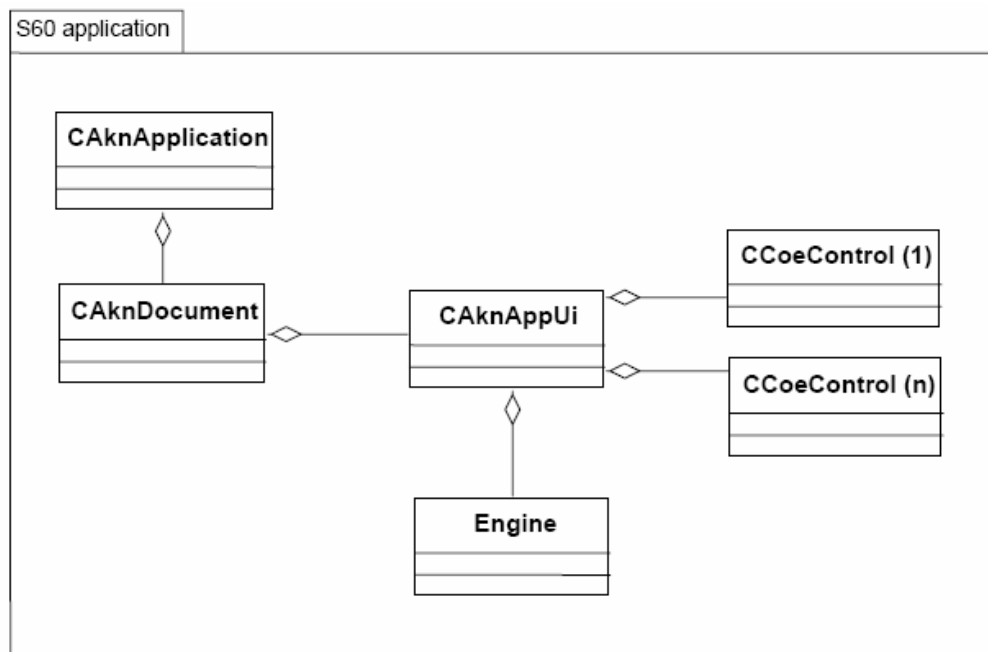 S60 application
CAknApplication
CCoeControl (1)
CAknDocument
CAknAppUi
CCoeControl (n)
Engine